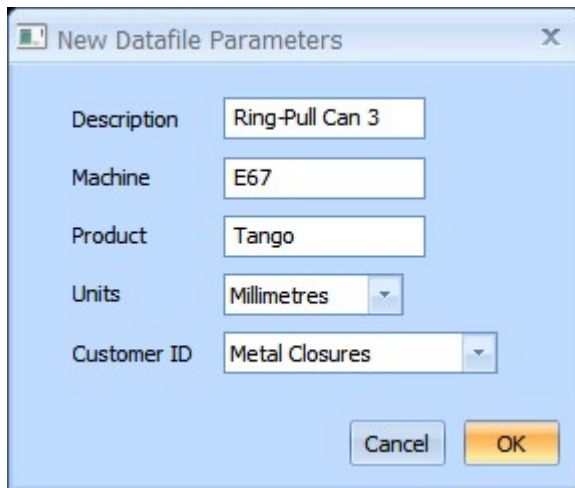 New Datafile Parameters
Description Ring-Pull Can 3
Machine E67
Product Tango
Units Millimetres
Customer ID Metal Closures
Cancel OK